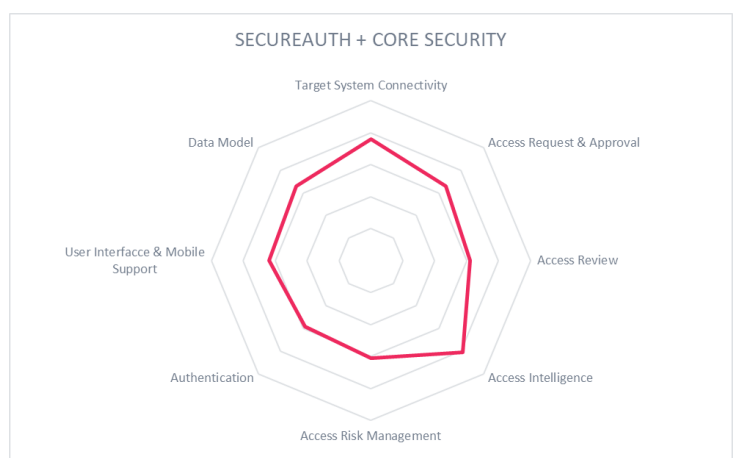 SECUREAUTH + CORE SECURITY
Target System Connectivity
Data Model
Access Request & Approval
User Interfacce & Mobile
Support
Access Review
Authentication
Access Intelligence
Access Risk Management